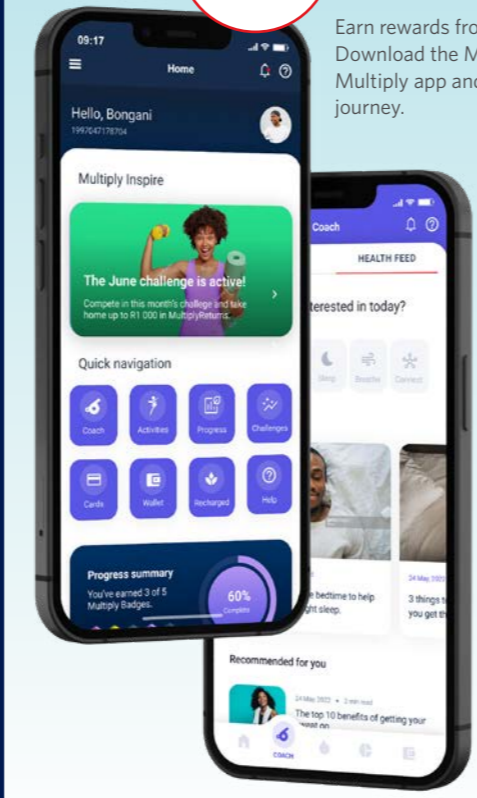 Earn rewards fro
Download the M
Multiply app and
journey.
09:17
Home
Hello, Bongani
1997047178704
Multiply Inspire
The June challenge is active!
Compete in this month's challege and take
home up to R1 000 in MultiplyReturns.
Quick navigation
Coach
Activities
Progress
Challenges
Cards
Wallet
Recharged
Help
Progress summary
You've earned 3 of 5
Multiply Badges.
60%
Complete
Coach
HEALTH FEED
terested in today?
Sleep
Breathe
Connect
e bedtime to help
ght sleep.
24 May, 2022
3 things t
you get th
Recommended for you
24 May, 2022 • 2 min read
The top 10 benefits of getting your
sweat on
COACH